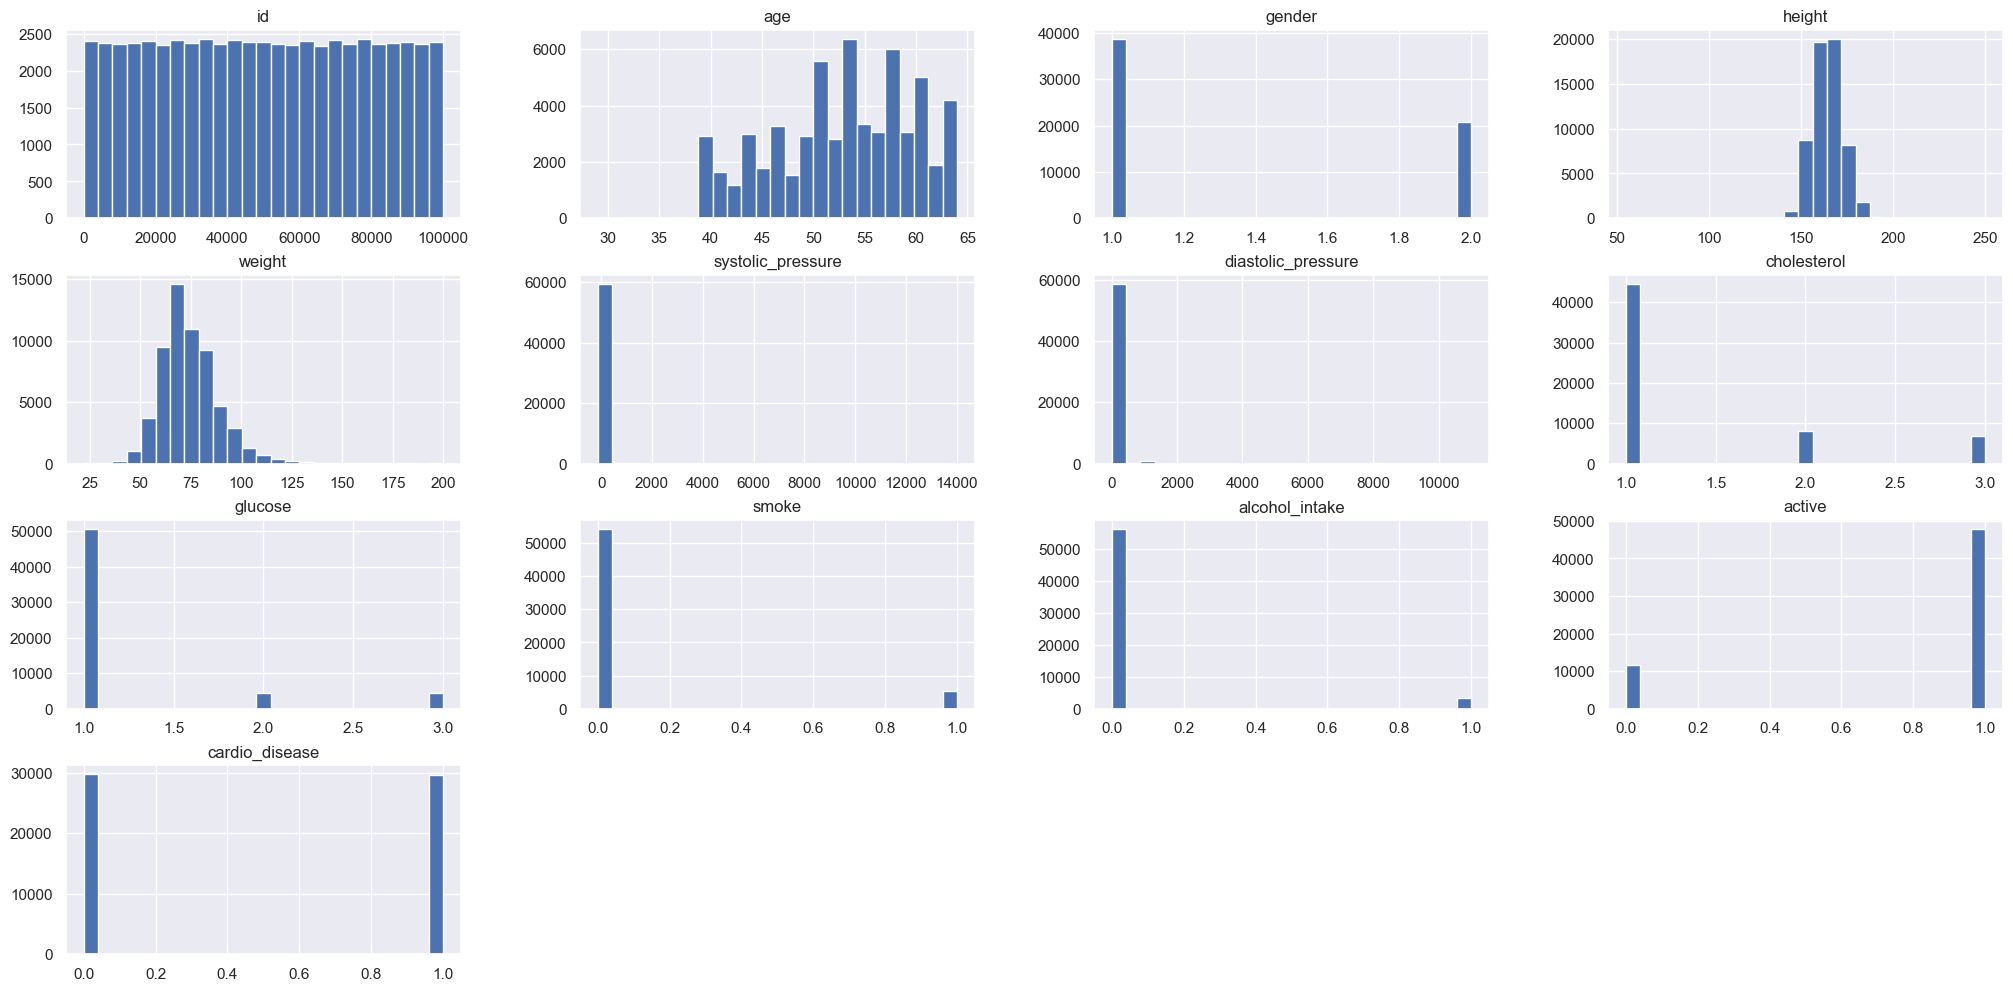 id
2500
2000
1500
1000
500
0
0 20000 40000 60000 80000 100000
age
6000
4000
2000
0
30 35 40 45 50 55 60 65
gender
40000
30000
20000
10000
0
1.0 1.2 1.4 1.6 1.8 2.0
height
20000
15000
10000
5000
0
50 100 150 200 250
weight
15000
10000
5000
0
25 50 75 100 125 150 175 200
systolic_pressure
60000
40000
20000
0
0 2000 4000 6000 8000 10000 12000 14000
diastolic_pressure
60000
40000
20000
0
0 2000 4000 6000 8000 10000
cholesterol
40000
30000
20000
10000
0
1.0 1.5 2.0 2.5 3.0
glucose
50000
40000
30000
20000
10000
0
1.0 1.5 2.0 2.5 3.0
smoke
50000
40000
30000
20000
10000
0
0.0 0.2 0.4 0.6 0.8 1.0
alcohol_intake
50000
40000
30000
20000
10000
0
0.0 0.2 0.4 0.6 0.8 1.0
active
50000
40000
30000
20000
10000
0
0.0 0.2 0.4 0.6 0.8 1.0
cardio_disease
30000
20000
10000
0
0.0 0.2 0.4 0.6 0.8 1.0